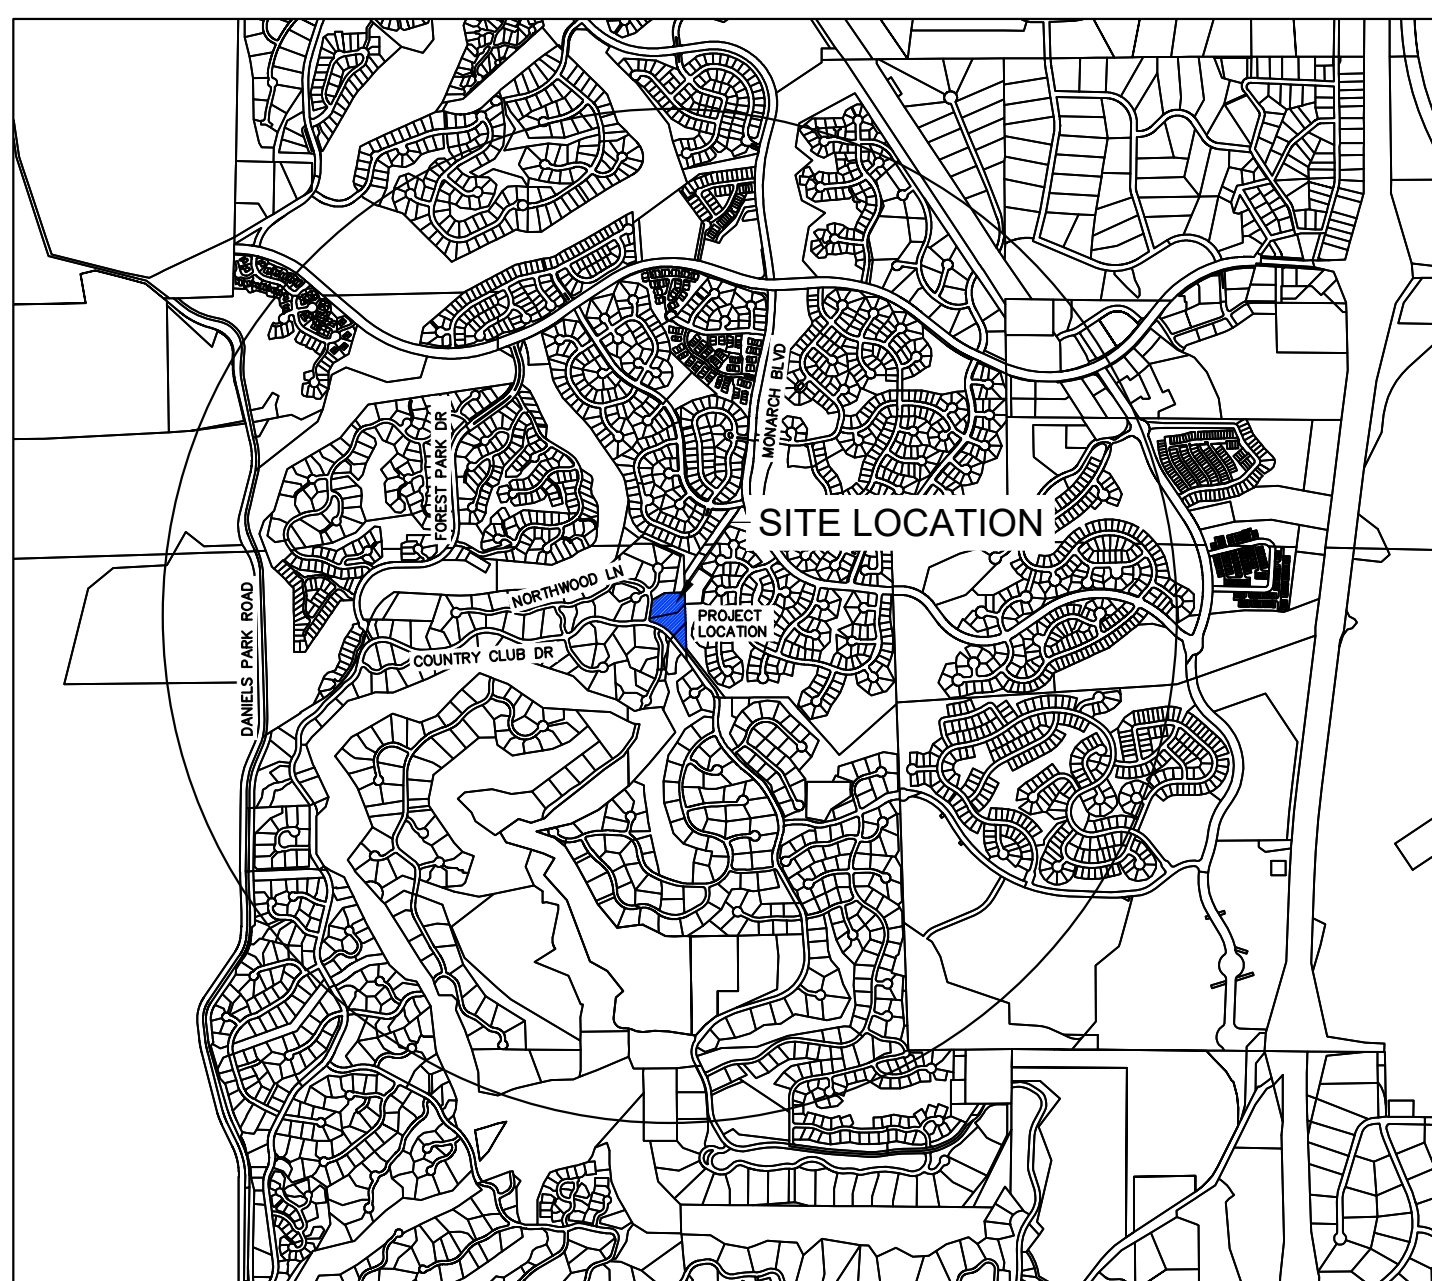 MONARCH BLVD
FOREST PARK DR
SITE LOCATION
NORTHWOOD LN
PROJECT
LOCATION
COUNTRY CLUB DR
DANIELS PARK ROAD